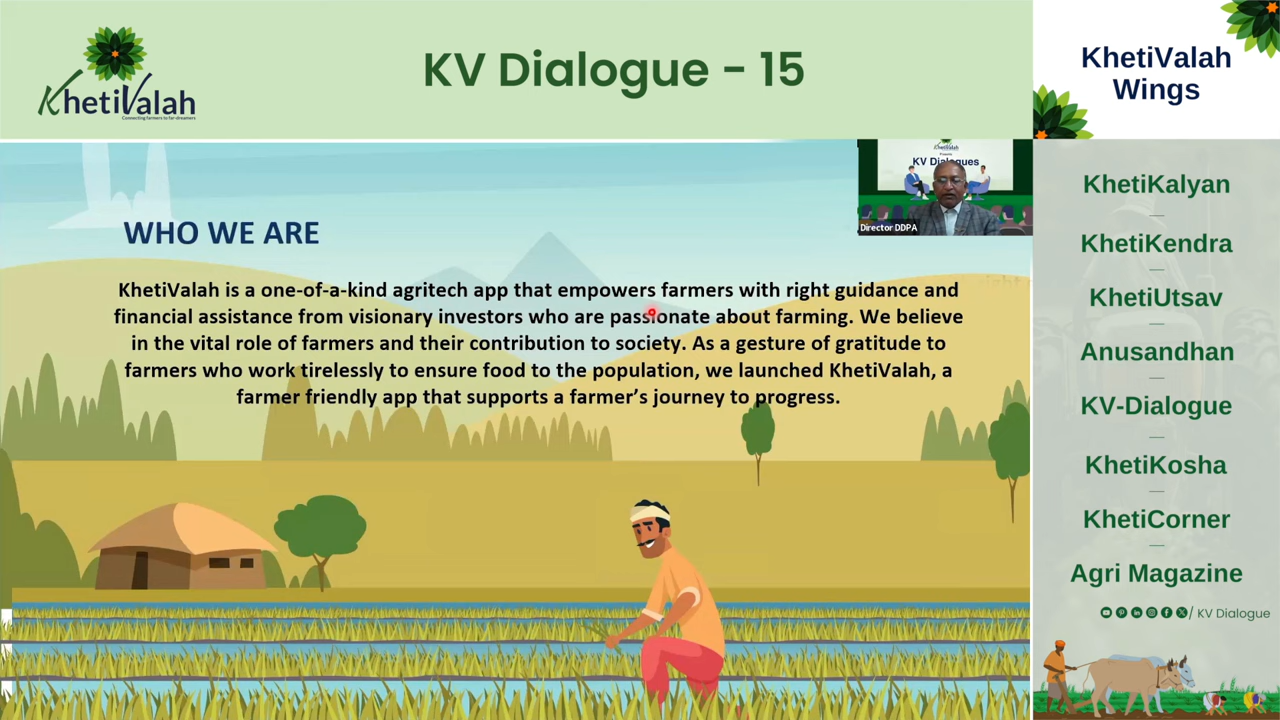 KhetiValah
Connecting farmers to far-dreamers
KV Dialogue - 15
KhetiValah
Wings
KhetiValah
Presents
KV Dialogues
Director DDPA
WHO WE ARE
KhetiValah is a one-of-a-kind agritech app that empowers farmers with right guidance and
financial assistance from visionary investors who are passionate about farming. We believe
in the vital role of farmers and their contribution to society. As a gesture of gratitude to
farmers who work tirelessly to ensure food to the population, we launched KhetiValah, a
farmer friendly app that supports a farmer’s journey to progress.
KhetiKalyan
KhetiKendra
KhetiUtsav
Anusandhan
KV-Dialogue
KhetiKosha
KhetiCorner
Agri Magazine
/ KV Dialogue